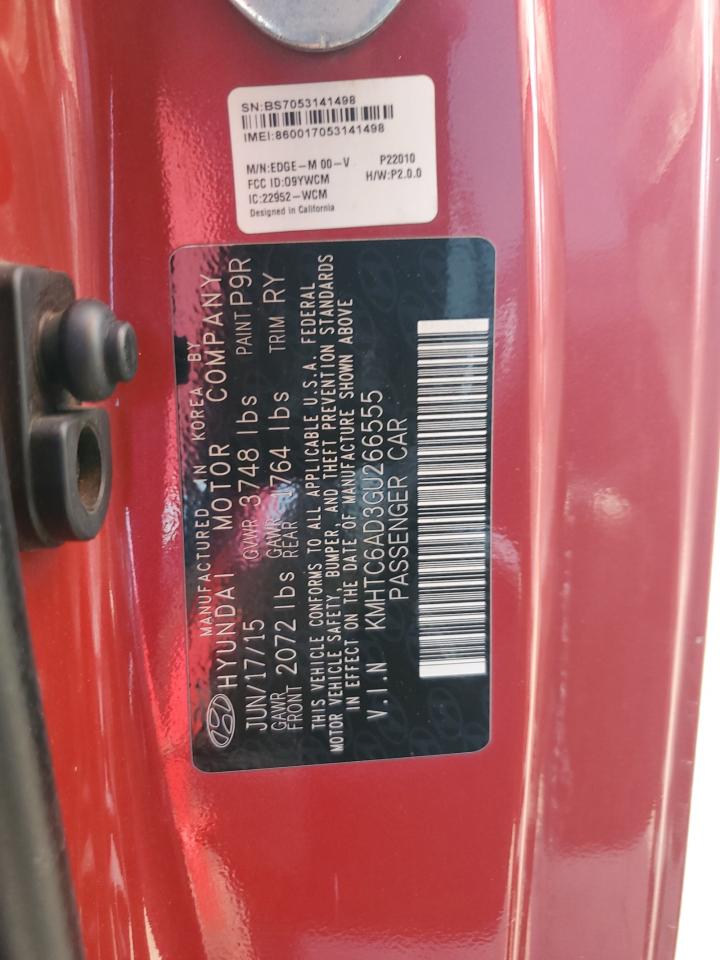 SN:BS7053141498
IMEI:860017053141498
M/N:EDGE-M 00-V P22010
FCC ID:O9YWCM H/W:P2.0.0
IC:22952-WCM
Designed in California
MANUFACTURED IN KOREA BY
HYUNDAI MOTOR COMPANY
JUN/17/15 GVWR 3748 lbs PAINT P9R
GAWR FRONT 2072 lbs GAWR REAR 1764 lbs TRIM RY
THIS VEHICLE CONFORMS TO ALL APPLICABLE U.S.A. FEDERAL
MOTOR VEHICLE SAFETY, BUMPER, AND THEFT PREVENTION STANDARDS
IN EFFECT ON THE DATE OF MANUFACTURE SHOWN ABOVE
V.I.N KMHTC6AD3GU266555
PASSENGER CAR